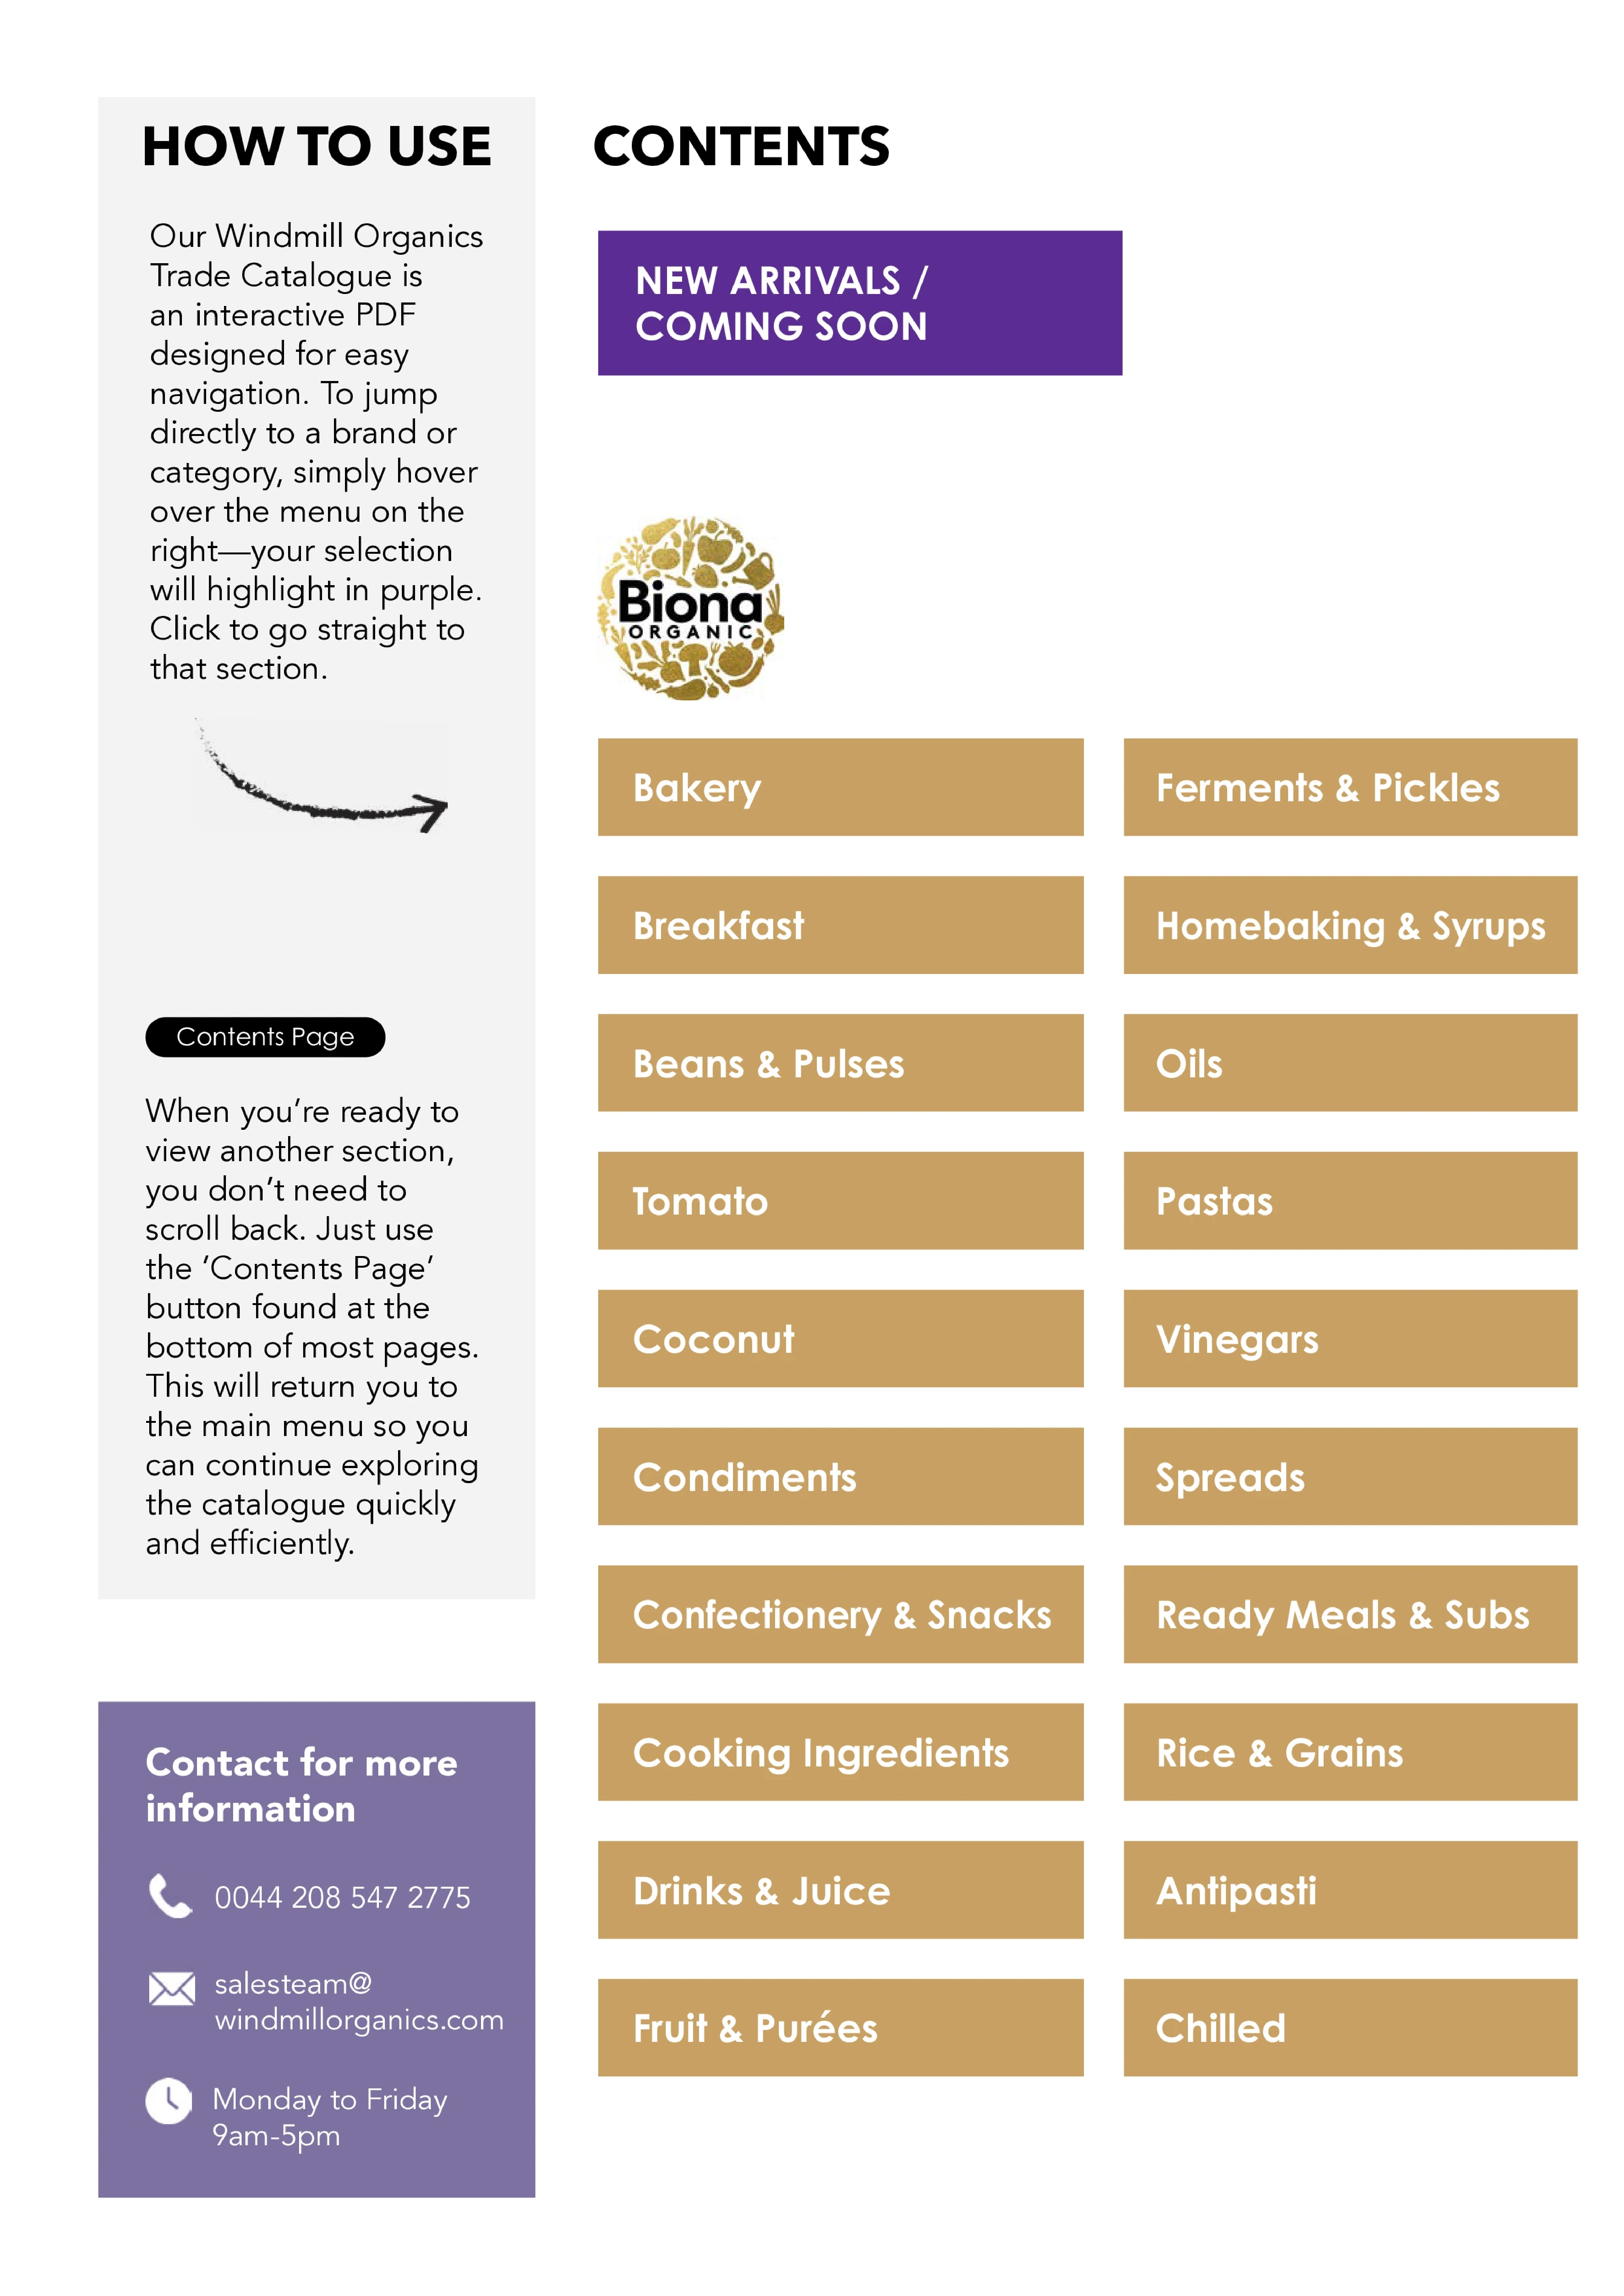 HOW TO USE
Our Windmill Organics
Trade Catalogue is
an interactive PDF
designed for easy
navigation. To jump
directly to a brand or
category, simply hover
over the menu on the
right—your selection
will highlight in purple.
Click to go straight to
that section.
Contents Page
When you’re ready to
view another section,
you don’t need to
scroll back. Just use
the ‘Contents Page’
button found at the
bottom of most pages.
This will return you to
the main menu so you
can continue exploring
the catalogue quickly
and efficiently.
Contact for more
information
0044 208 547 2775
salesteam@
windmillorganics.com
Monday to Friday
9am-5pm
CONTENTS
NEW ARRIVALS /
COMING SOON
Biona
ORGANIC
Bakery
Breakfast
Beans & Pulses
Tomato
Coconut
Condiments
Confectionery & Snacks
Cooking Ingredients
Drinks & Juice
Fruit & Purées
Ferments & Pickles
Homebaking & Syrups
Oils
Pastas
Vinegars
Spreads
Ready Meals & Subs
Rice & Grains
Antipasti
Chilled